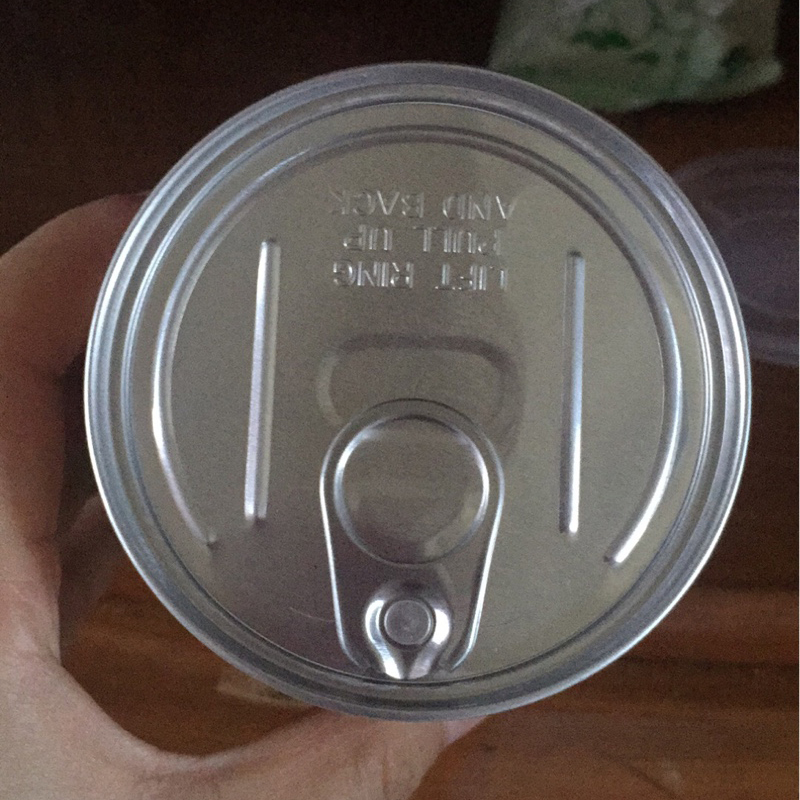 LIFT RING
PULL UP
AND BACK